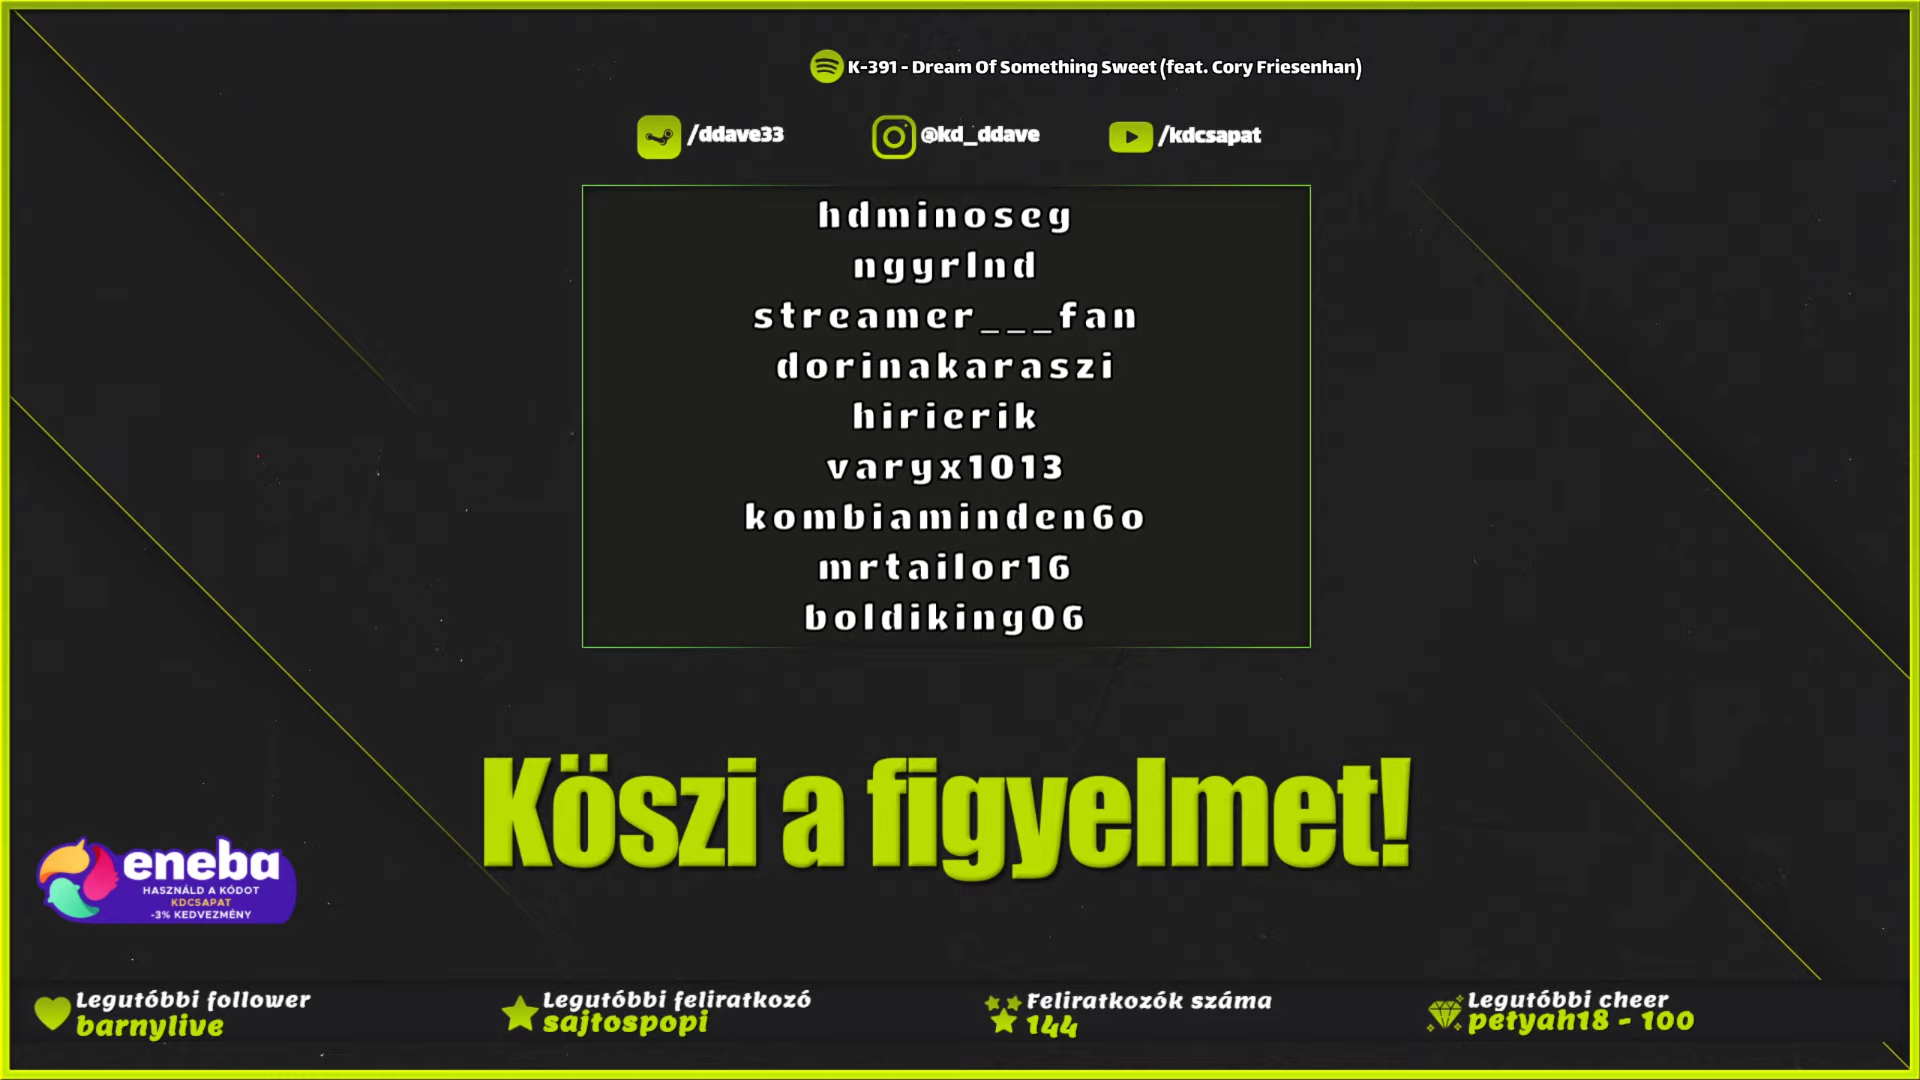 K-391 - Dream Of Something Sweet (feat. Cory Friesenhan)
/ddave33
@kd_ddave
/kdcsapat
hdminoseg
ngyrlnd
streamer___fan
dorinakaraszi
hirierik
varyx1013
kombiaminden6o
mrtailor16
boldiking06
Köszi a figyelmet!
eneba
HASZNÁLD A KÓDOT
KDCSAPAT
-3% KEDVEZMÉNY
Legutóbbi follower
barnylive
Legutóbbi feliratkozó
sajtospopi
Feliratkozók száma
144
Legutóbbi cheer
petyah18 - 100